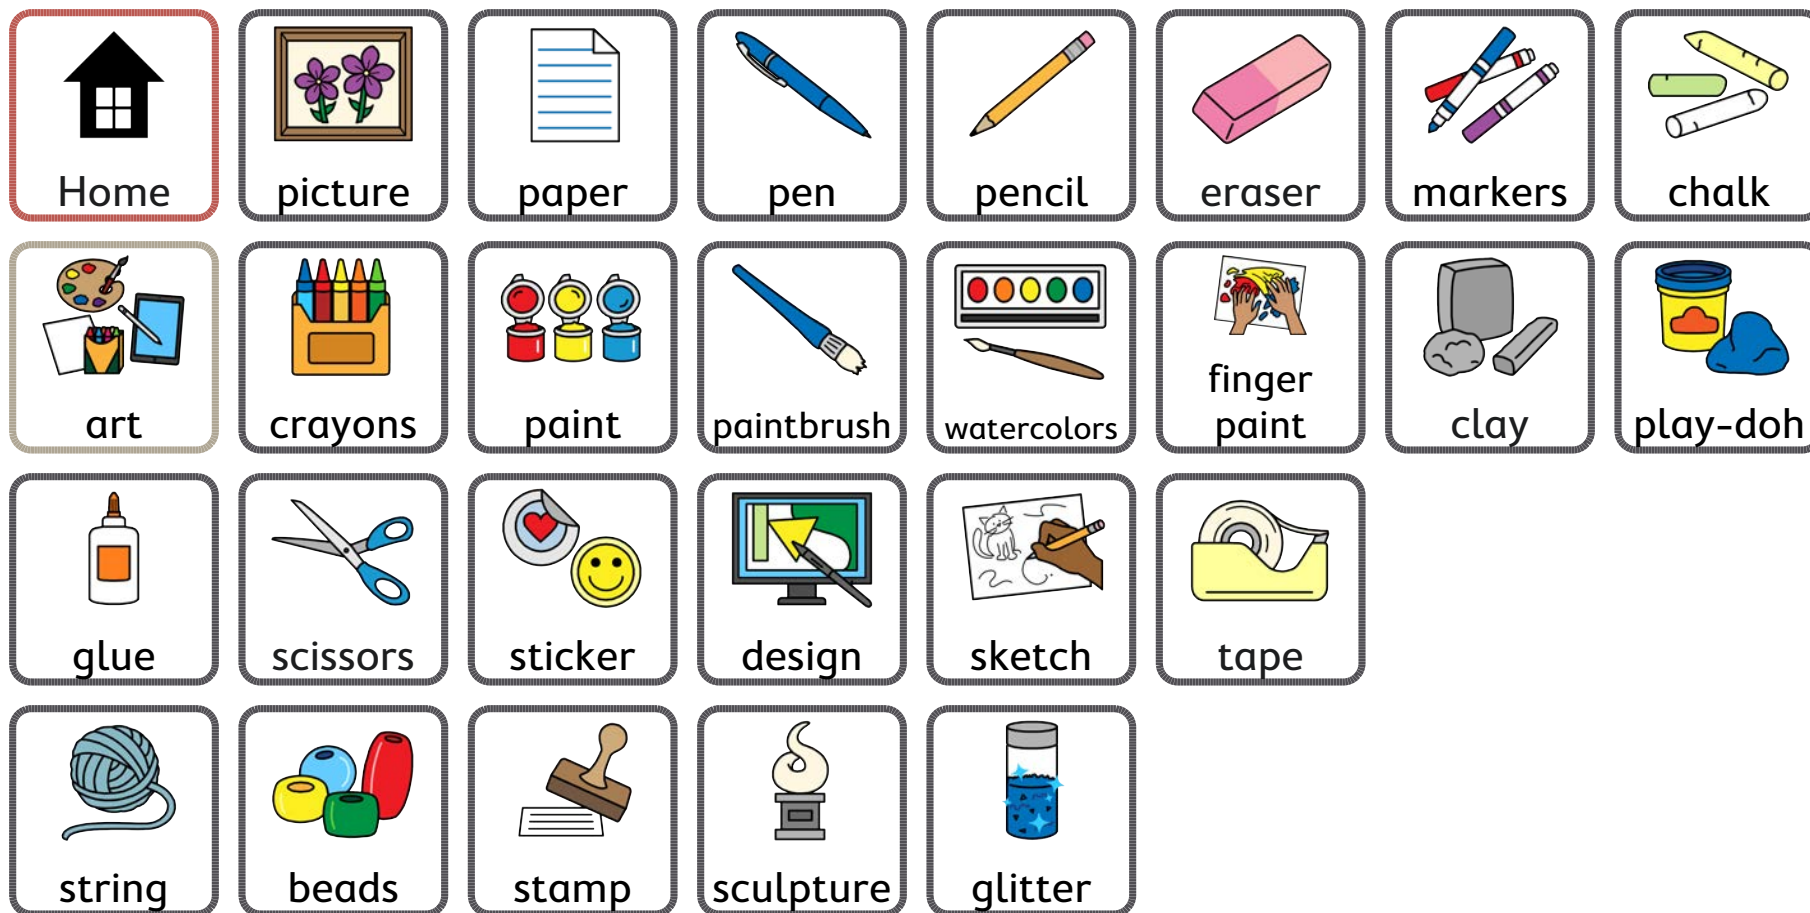 Home
picture
paper
pen
pencil
eraser
markers
chalk
art
crayons
paint
paintbrush
watercolors
finger
paint
clay
play-doh
glue
scissors
sticker
design
sketch
tape
string
beads
stamp
sculpture
glitter